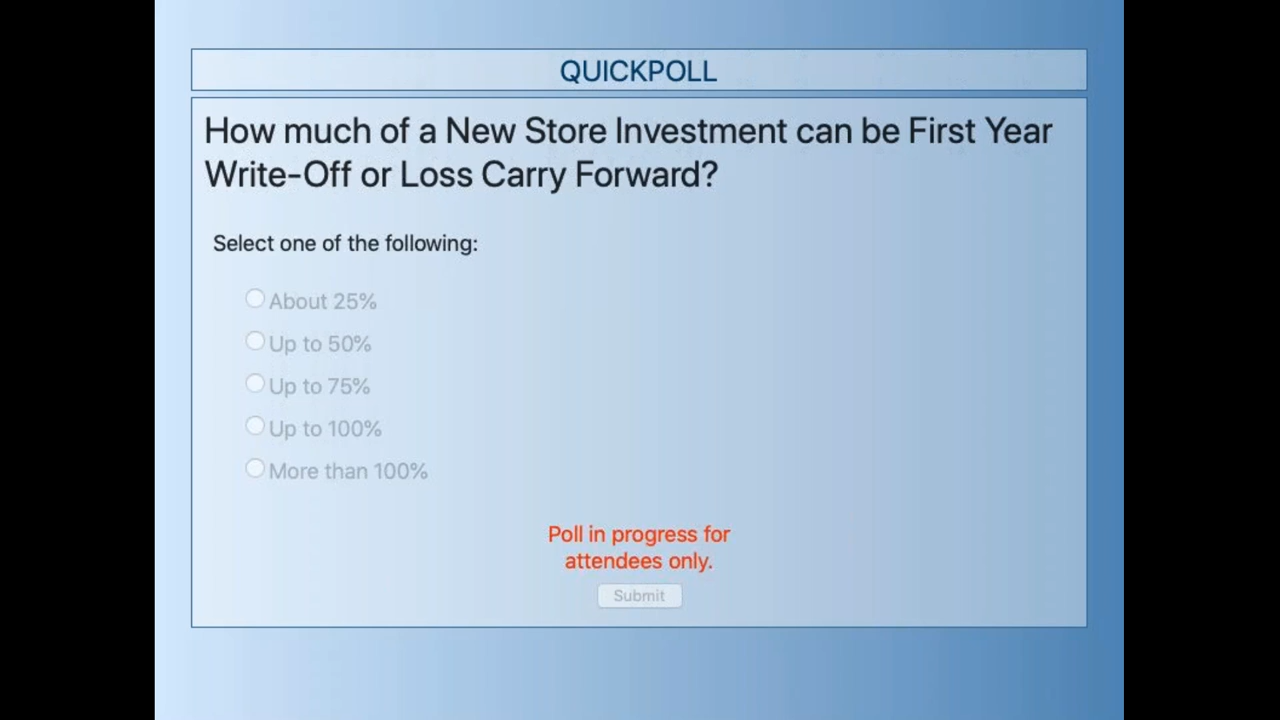 QUICKPOLL
How much of a New Store Investment can be First Year
Write-Off or Loss Carry Forward?
Select one of the following:
About 25%
Up to 50%
Up to 75%
Up to 100%
More than 100%
Poll in progress for
attendees only.
Submit